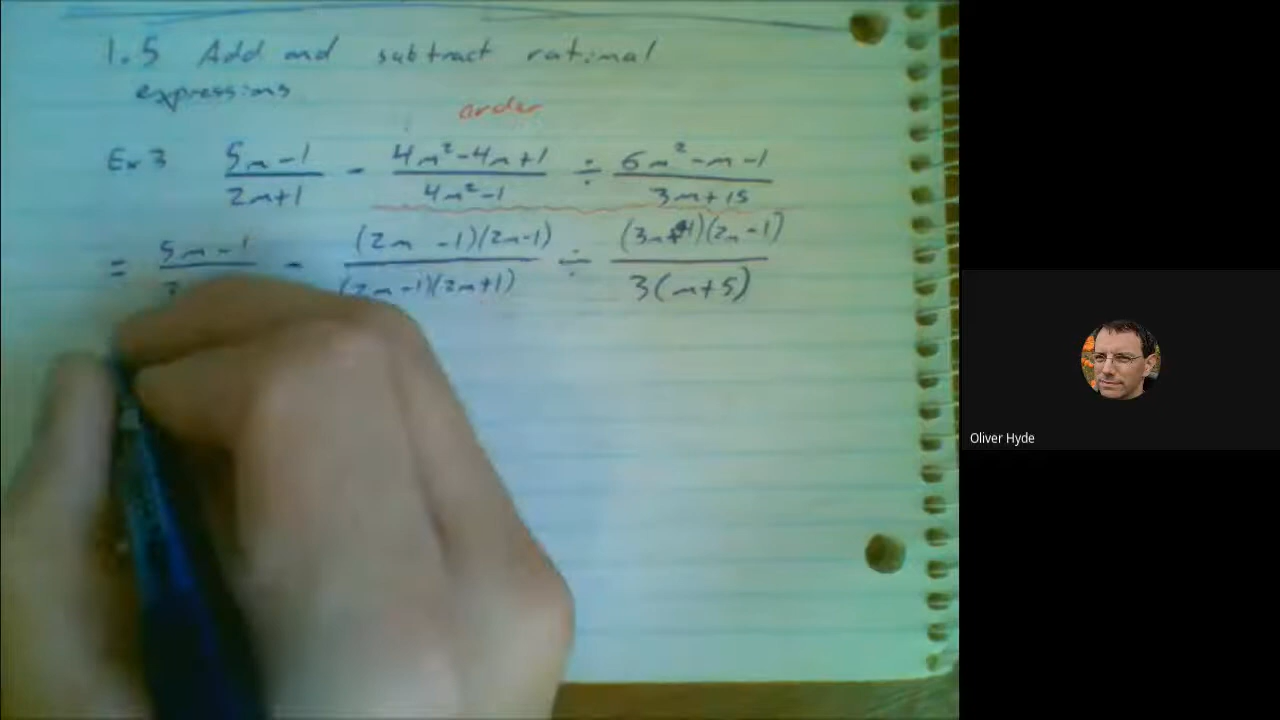 1.5 Add and subtract rational
expressions
order
Ex 3 (5m-1)/(2m+1) - (4m²-4m+1)/(4m²-1) ÷ (6m²-m-1)/(3m+15)
= (5m-1)/ - (2m -1)(2m-1)/(2m-1)(2m+1) ÷ (3m+1)(2m-1)/3(m+5)
Oliver Hyde